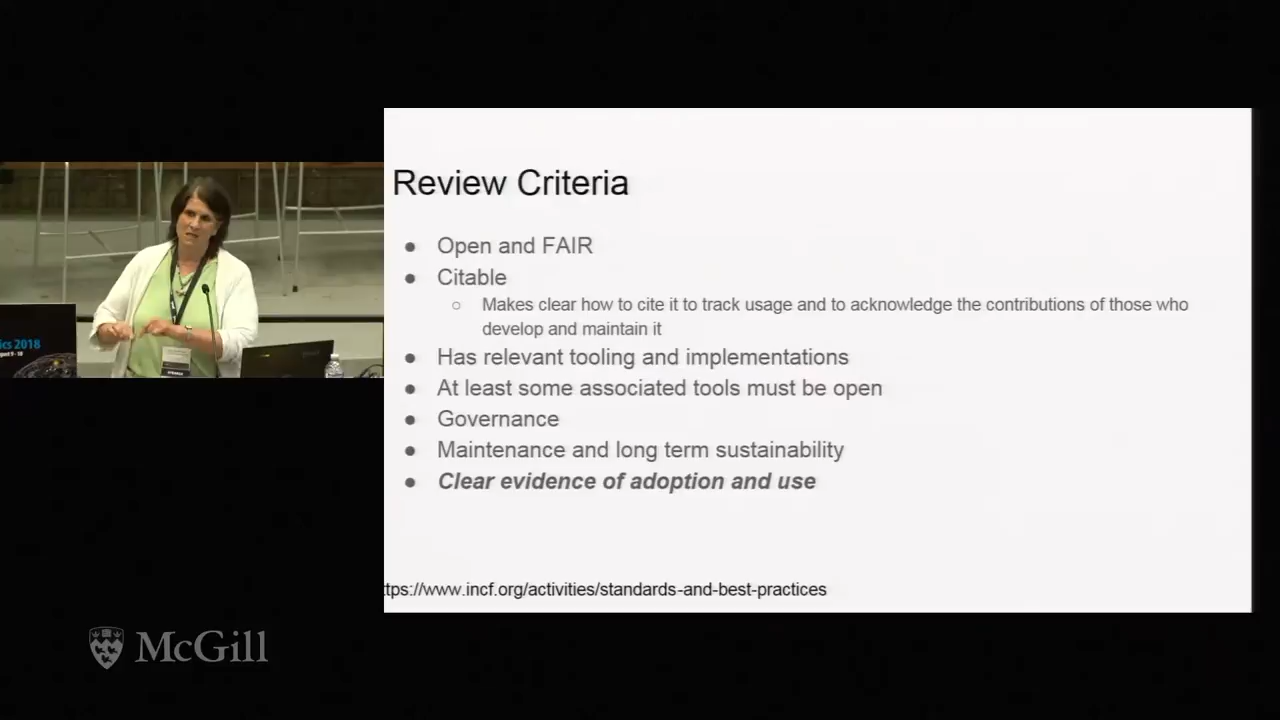 Review Criteria
● Open and FAIR
● Citable
○ Makes clear how to cite it to track usage and to acknowledge the contributions of those who
develop and maintain it
● Has relevant tooling and implementations
● At least some associated tools must be open
● Governance
● Maintenance and long term sustainability
● Clear evidence of adoption and use
ttps://www.incf.org/activities/standards-and-best-practices
ics 2018
McGill